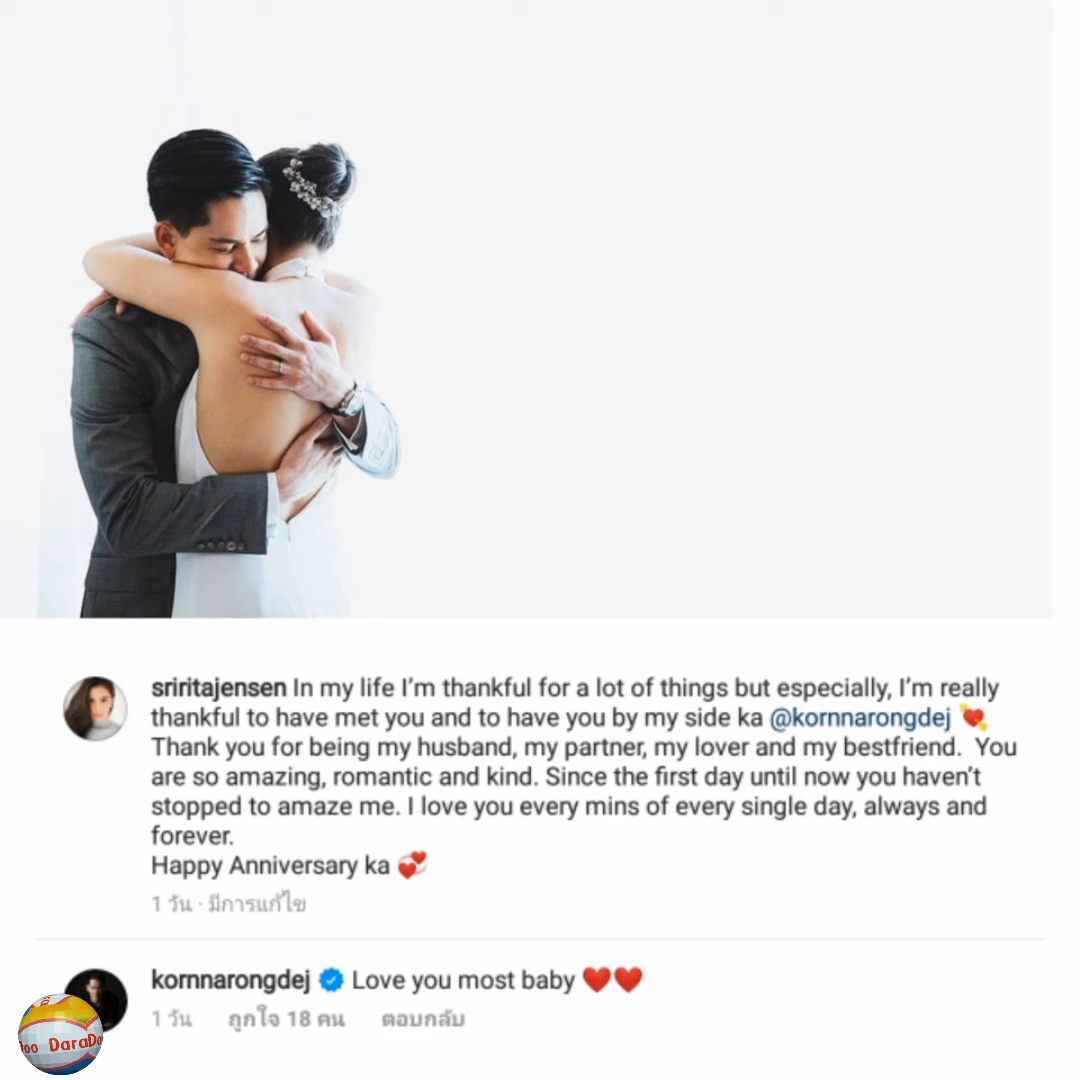 sriritajensen In my life I’m thankful for a lot of things but especially, I’m really
thankful to have met you and to have you by my side ka @kornnarongdej 💘
Thank you for being my husband, my partner, my lover and my bestfriend.  You
are so amazing, romantic and kind. Since the first day until now you haven’t
stopped to amaze me. I love you every mins of every single day, always and
forever.
Happy Anniversary ka 💞
1 วัน · มีการแก้ไข
kornnarongdej Love you most baby ❤️❤️
1 วัน ถูกใจ 18 คน ตอบกลับ
DaraDa